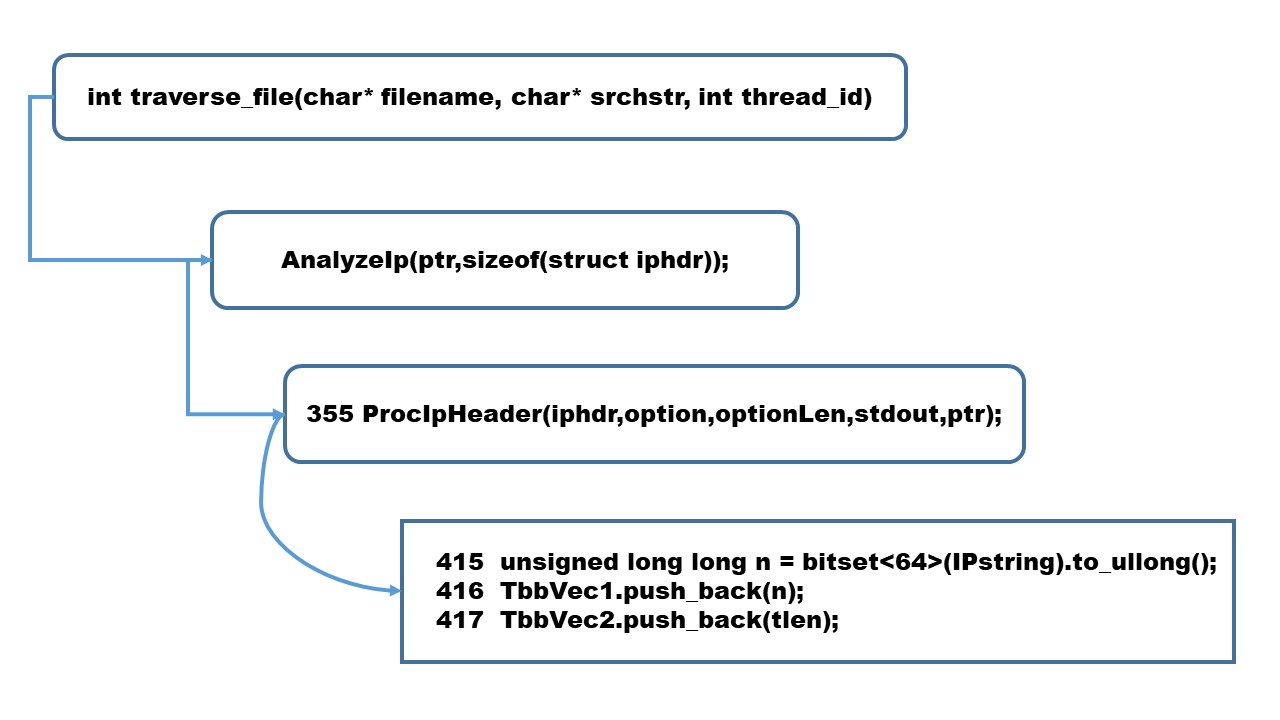 int traverse_file(char* filename, char* srchstr, int thread_id)
AnalyzeIp(ptr,sizeof(struct iphdr));
355 ProcIpHeader(iphdr,option,optionLen,stdout,ptr);
415 unsigned long long n = bitset<64>(IPstring).to_ullong();
416 TbbVec1.push_back(n);
417 TbbVec2.push_back(tlen);